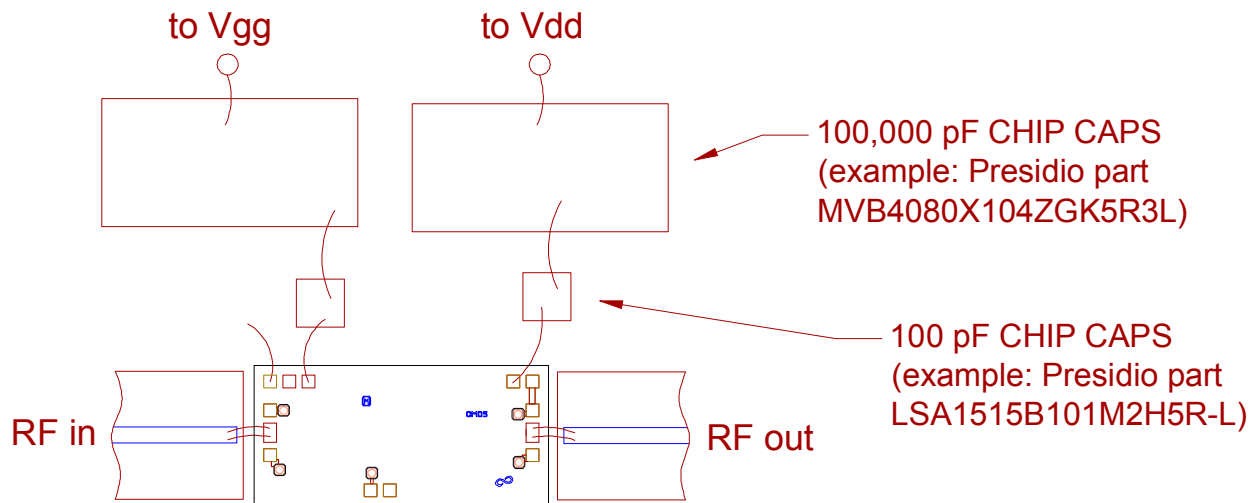 to Vgg
to Vdd
100,000 pF CHIP CAPS
(example: Presidio part
MVB4080X104ZGK5R3L)
100 pF CHIP CAPS
(example: Presidio part
LSA1515B101M2H5R-L)
RF in
RF out